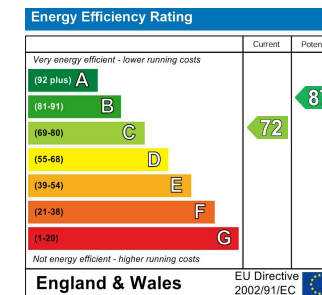 Energy Efficiency Rating
Current
Very energy efficient - lower running costs
(92 plus) A
(81-91) B
(69-80) C
72
(55-68) D
(39-54) E
(21-38) F
(1-20) G
Not energy efficient - higher running costs
England & Wales
EU Directive
2002/91/EC